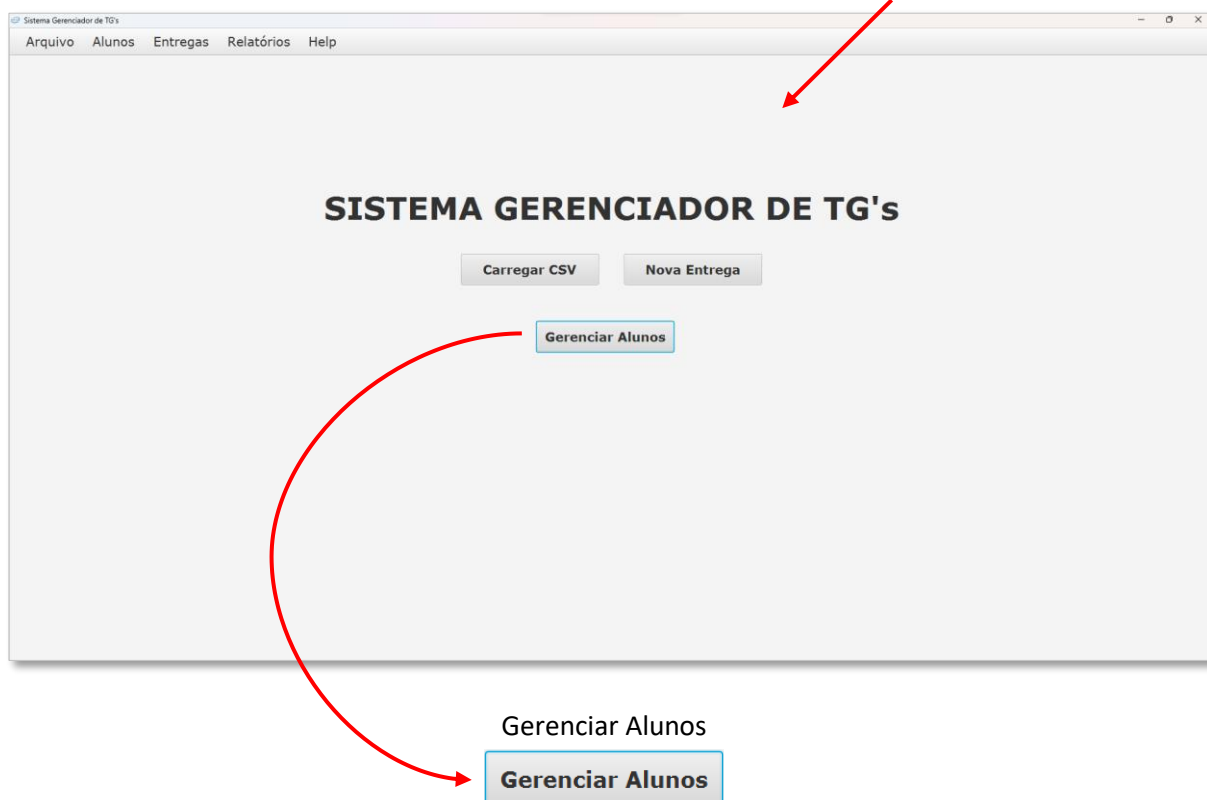 Sistema Gerenciador de TG's
Arquivo Alunos Entregas Relatórios Help
SISTEMA GERENCIADOR DE TG's
Carregar CSV Nova Entrega
Gerenciar Alunos
Gerenciar Alunos
Gerenciar Alunos